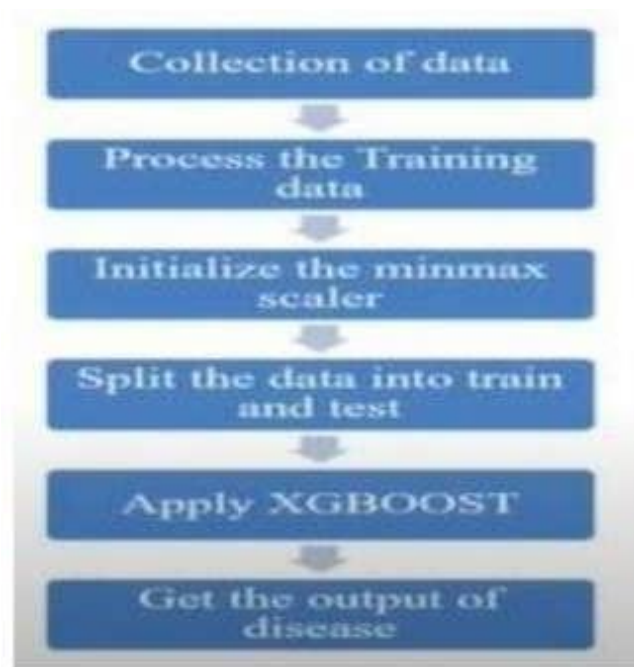 Collection of data
Process the Training
data
Initialize the minmax
scaler
Split the data into train
and test
Apply XGBOOST
Get the output of
disease